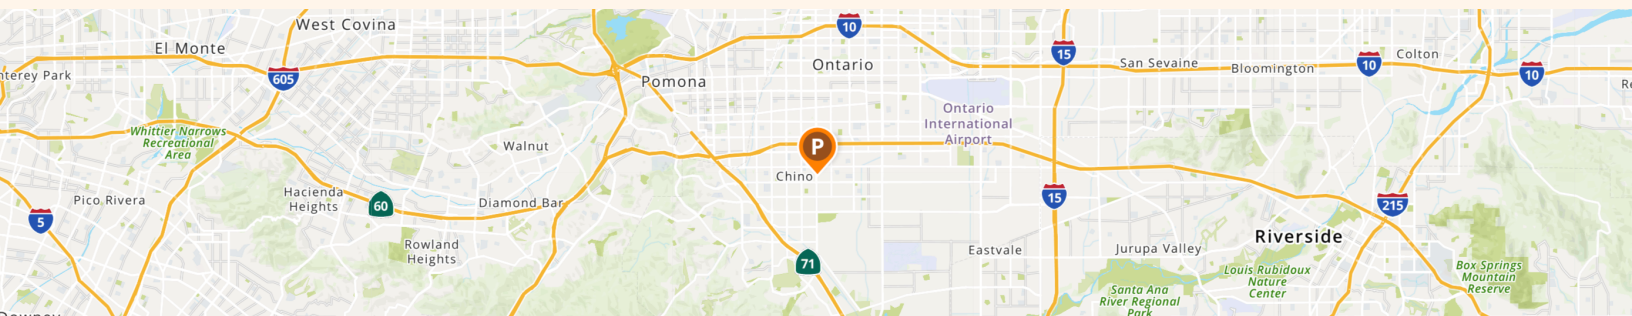 West Covina
El Monte
10
15
Ontario
San Sevaine
Colton
10
Bloomington
10
605
Pomona
Ontario
International
Airport
Whittier Narrows
Recreational
Area
Walnut
P
Chino
Hacienda
Heights
Pico Rivera
60
Diamond Bar
15
215
5
Rowland
Heights
71
Eastvale
Jurupa Valley
Riverside
Louis Rubidoux
Nature
Center
Box Springs
Mountain
Reserve
Santa Ana
River Regional
Park